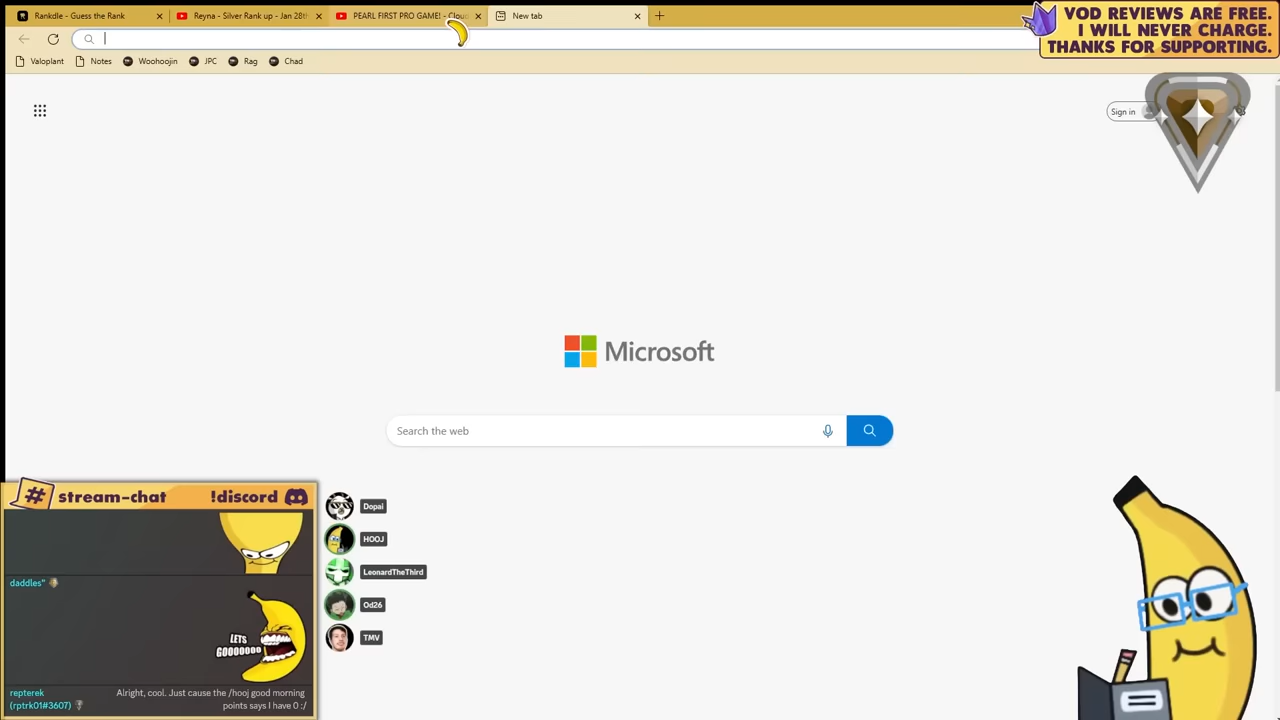 Rankdle - Guess the Rank
Reyna - Silver Rank up - Jan 28th
PEARL FIRST PRO GAME! - Clou
New tab
VOD REVIEWS ARE FREE.
I WILL NEVER CHARGE.
THANKS FOR SUPPORTING.
Valoplant
Notes
Woohoojin
JPC
Rag
Chad
Sign in
Microsoft
Search the web
# stream-chat !discord
daddles"
LETS
GOOOOOOO
repterek
(rptrk01#3607)
Alright, cool. Just cause the /hooj good morning
points says I have 0 :/
Dopai
HOOJ
LeonardTheThird
Od26
TMV